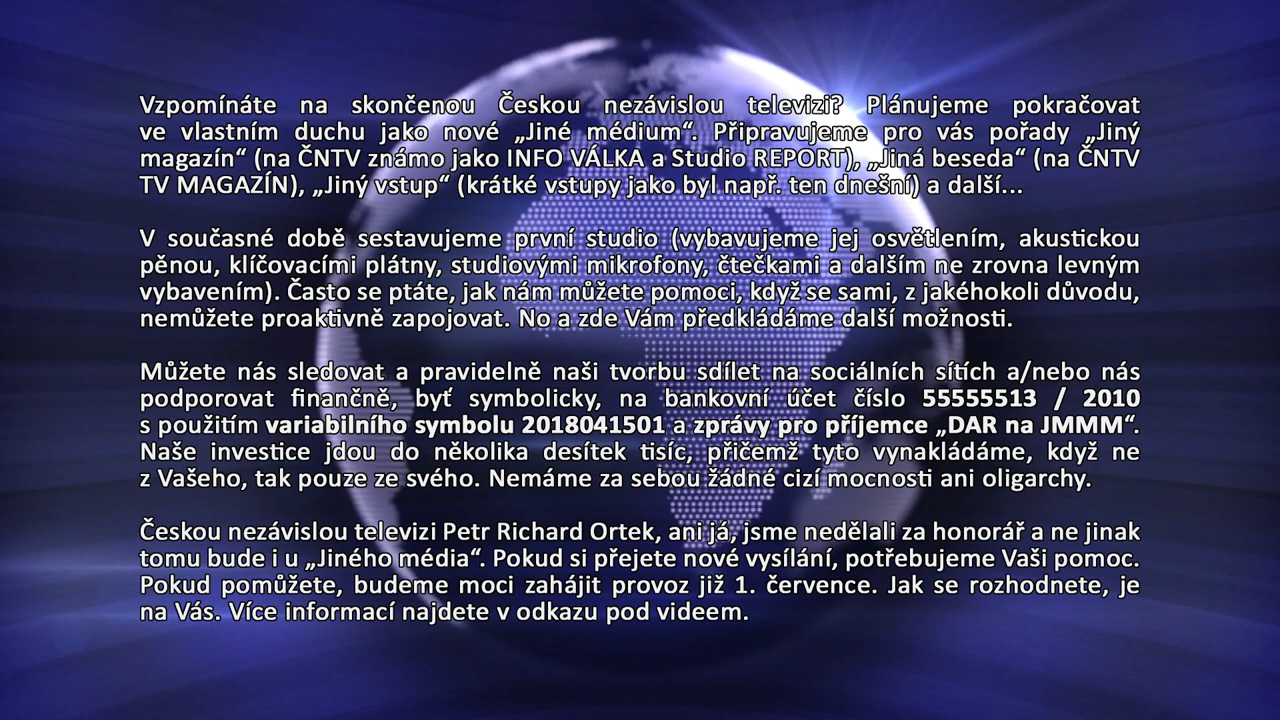 Vzpomínáte na skončenou Českou nezávislou televizi? Plánujeme pokračovat
ve vlastním duchu jako nové „Jiné médium“. Připravujeme pro vás pořady „Jiný
magazín“ (na ČNTV známo jako INFO VÁLKA a Studio REPORT), „Jiná beseda“ (na ČNTV
TV MAGAZÍN), „Jiný vstup“ (krátké vstupy jako byl např. ten dnešní) a další...
V současné době sestavujeme první studio (vybavujeme jej osvětlením, akustickou
pěnou, klíčovacími plátny, studiovými mikrofony, čtečkami a dalším ne zrovna levným
vybavením). Často se ptáte, jak nám můžete pomoci, když se sami, z jakéhokoli důvodu,
nemůžete proaktivně zapojovat. No a zde Vám předkládáme další možnosti.
Můžete nás sledovat a pravidelně naši tvorbu sdílet na sociálních sítích a/nebo nás
podporovat finančně, byť symbolicky, na bankovní účet číslo 55555513 / 2010
s použitím variabilního symbolu 2018041501 a zprávy pro příjemce „DAR na JMMM“.
Naše investice jdou do několika desítek tisíc, přičemž tyto vynakládáme, když ne
z Vašeho, tak pouze ze svého. Nemáme za sebou žádné cizí mocnosti ani oligarchy.
Českou nezávislou televizi Petr Richard Ortek, ani já, jsme nedělali za honorář a ne jinak
tomu bude i u „Jiného média“. Pokud si přejete nové vysílání, potřebujeme Vaši pomoc.
Pokud pomůžete, budeme moci zahájit provoz již 1. července. Jak se rozhodnete, je
na Vás. Více informací najdete v odkazu pod videem.